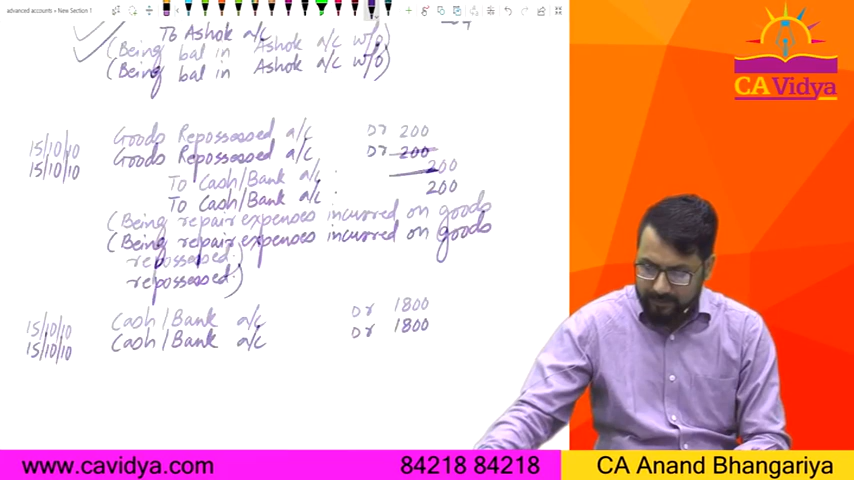 advanced accounts • New Section 1
To Ashok a/c
(Being bal in Ashok a/c w/o)
(Being bal in Ashok a/c w/o)
CA Vidya
15/10/10 Goods Repossessed a/c Dr 200
15/10/10 Goods Repossessed a/c Dr 200
To Cash/Bank a/c 200
To Cash/Bank a/c 200
(Being repair expenses incurred on goods
(Being repair expenses incurred on goods
repossessed)
repossessed)
15/10/10 Cash/Bank a/c Dr 1800
15/10/10 Cash/Bank a/c Dr 1800
www.cavidya.com 84218 84218 CA Anand Bhangariya